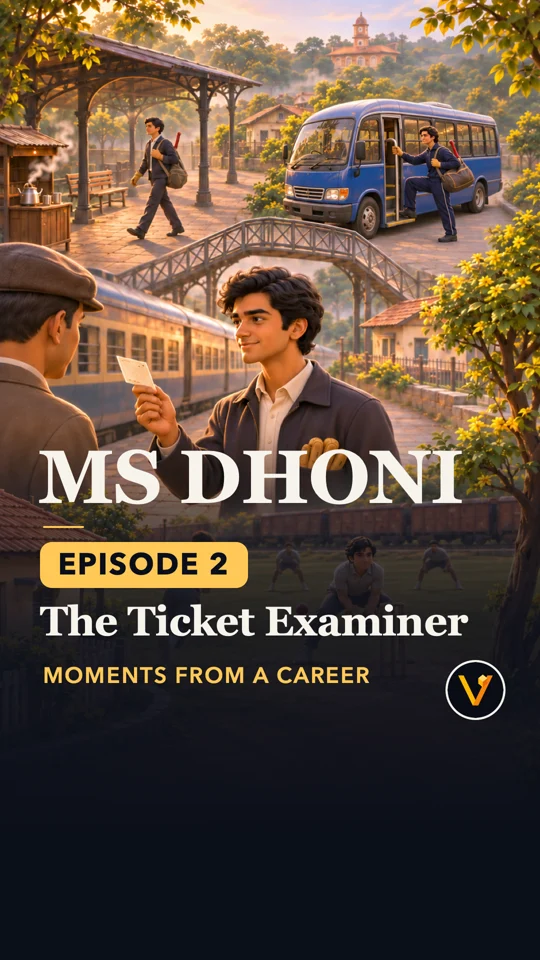 MS DHONI
EPISODE 2
The Ticket Examiner
MOMENTS FROM A CAREER
V